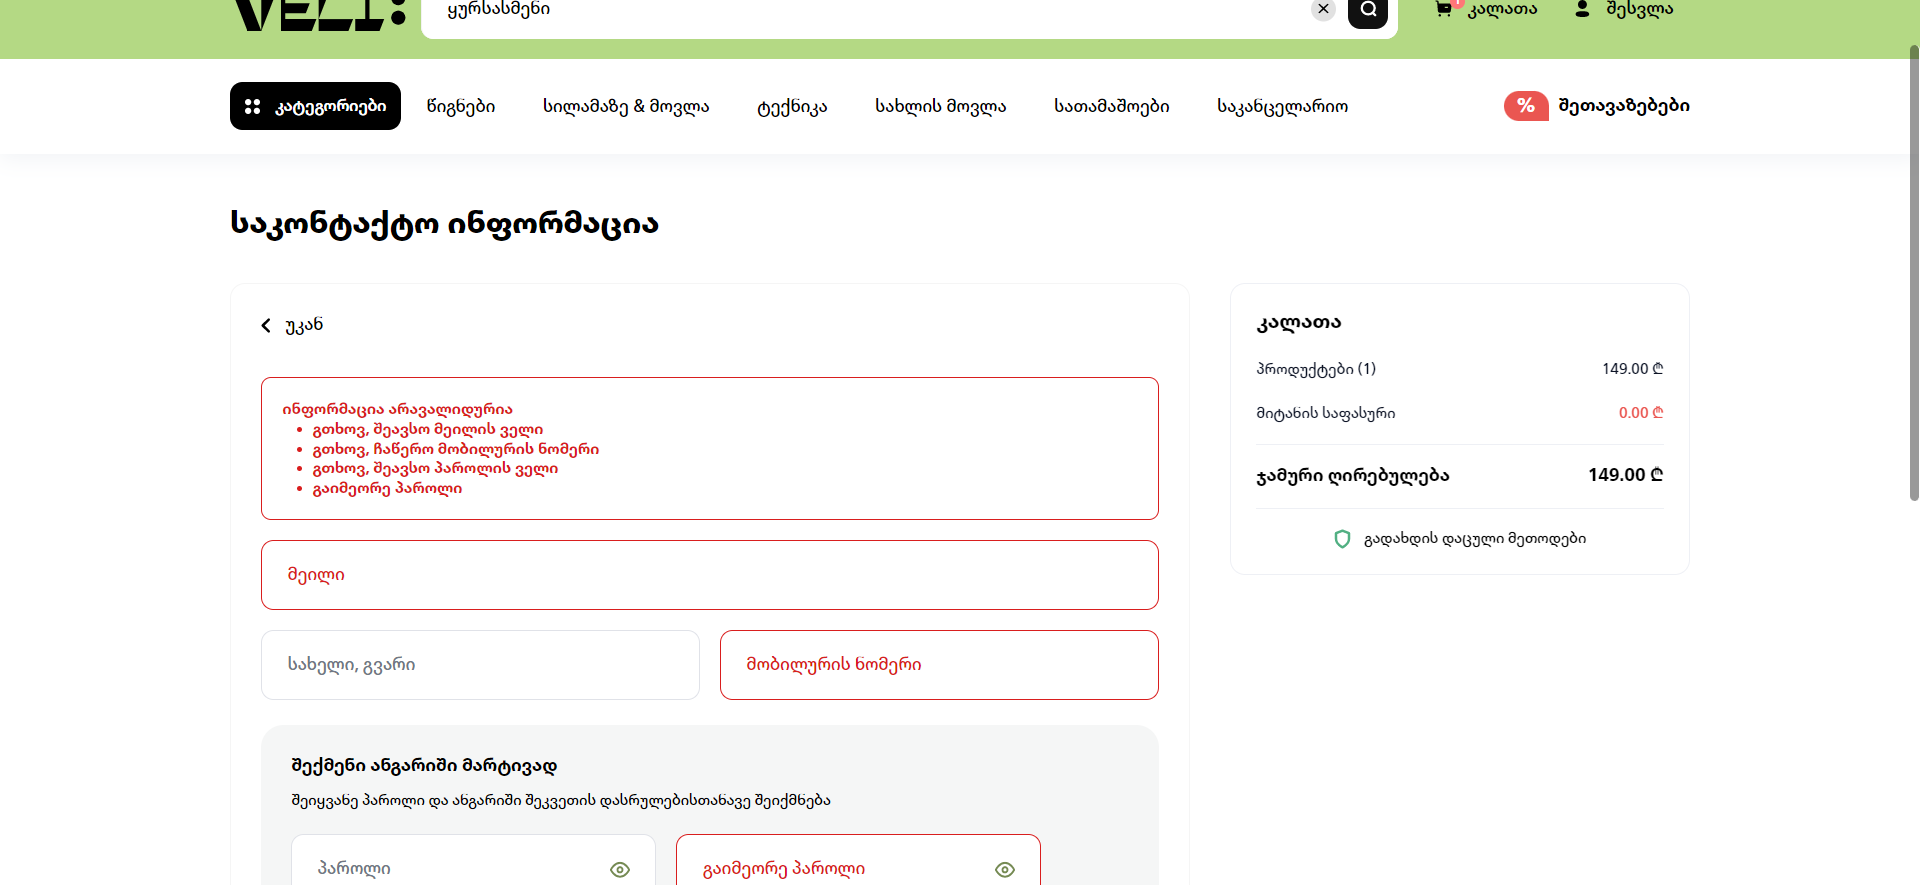 VELI:
ყურსასმენი
1
კალათა
შესვლა
კატეგორიები
წიგნები
სილამაზე & მოვლა
ტექნიკა
სახლის მოვლა
სათამაშოები
საკანცელარიო
% შეთავაზებები
საკონტაქტო ინფორმაცია
უკან
ინფორმაცია არავალიდურია
გთხოვ, შეავსო მეილის ველი
გთხოვ, ჩაწერო მობილურის ნომერი
გთხოვ, შეავსო პაროლის ველი
გაიმეორე პაროლი
მეილი
სახელი, გვარი
მობილურის ნომერი
შექმენი ანგარიში მარტივად
შეიყვანე პაროლი და ანგარიში შეკვეთის დასრულებისთანავე შეიქმნება
პაროლი
გაიმეორე პაროლი
კალათა
პროდუქტები (1) 149.00 ₾
მიტანის საფასური 0.00 ₾
ჯამური ღირებულება 149.00 ₾
გადახდის დაცული მეთოდები